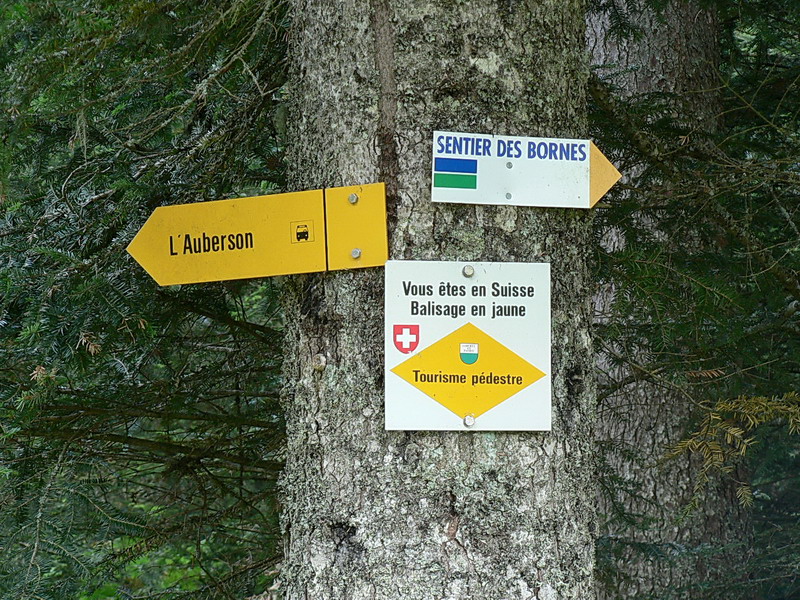 SENTIER DES BORNES
L'Auberson
Vous êtes en Suisse
Balisage en jaune
Tourisme pédestre